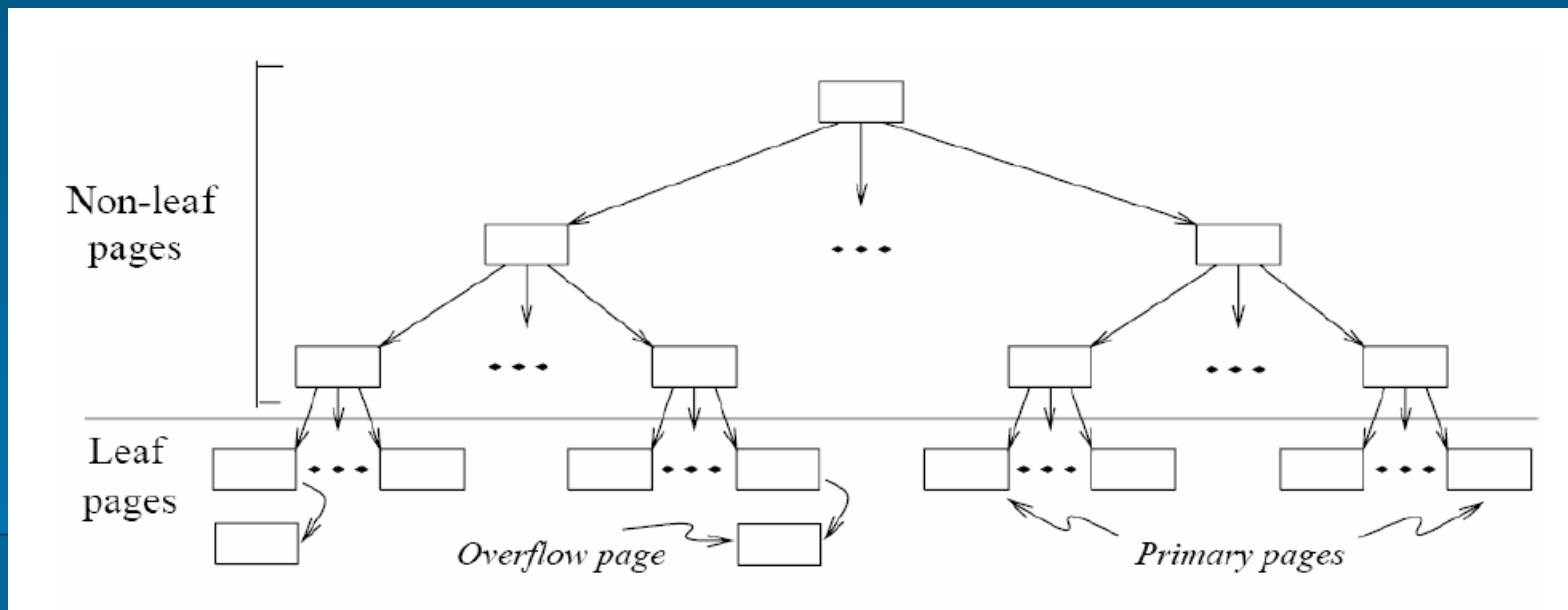 Non-leaf
pages
Leaf
pages
Overflow page
Primary pages